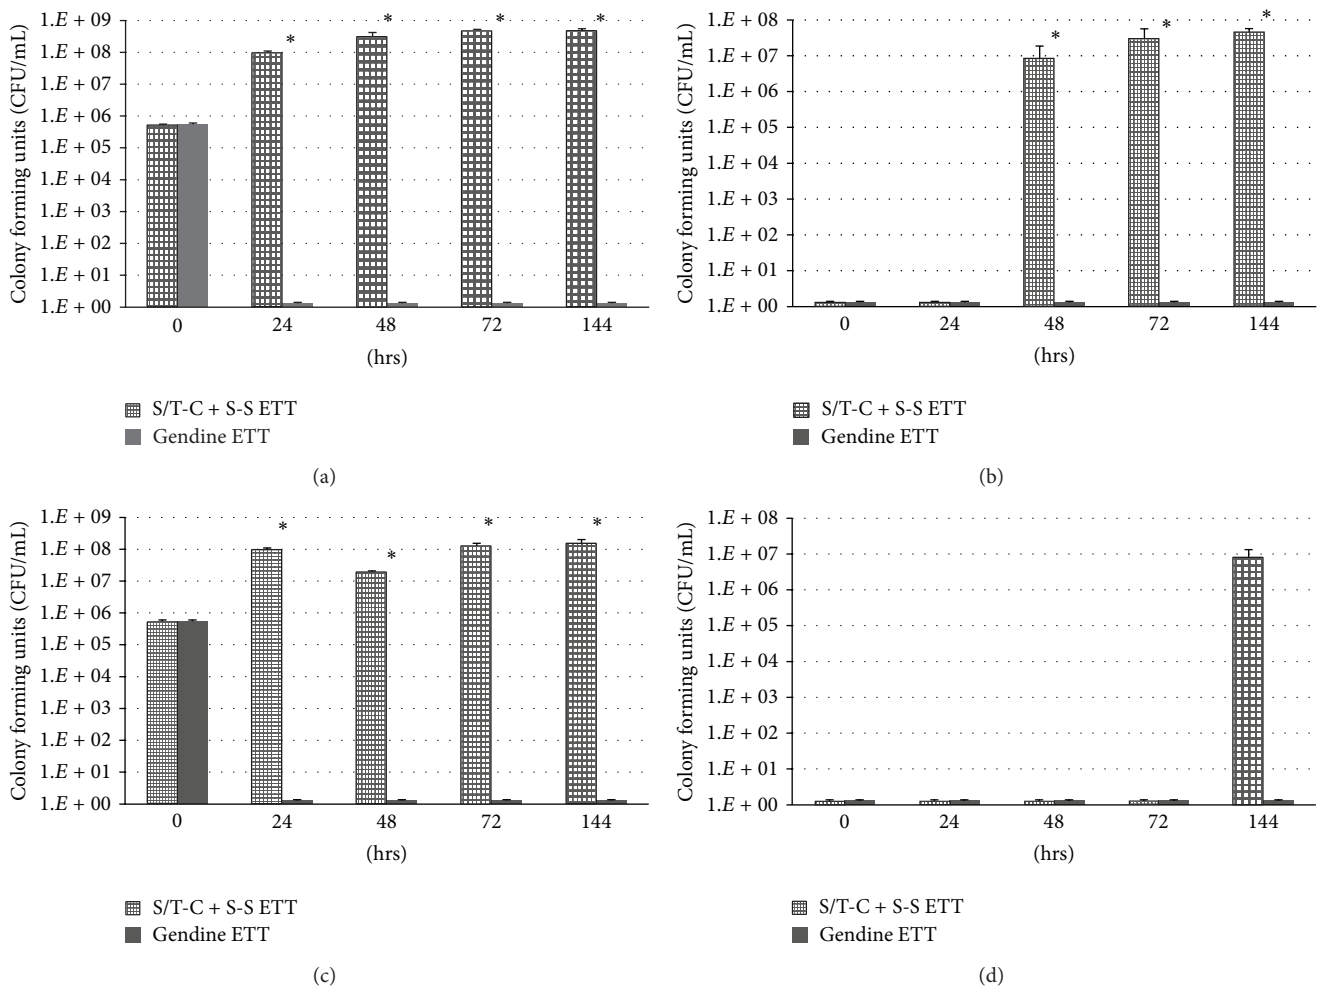 Colony forming units (CFU/mL)
1.E + 09
1.E + 08
1.E + 07
1.E + 06
1.E + 05
1.E + 04
1.E + 03
1.E + 02
1.E + 01
1.E + 00
* * * * *
0 24 48 72 144
(hrs)
S/T-C + S-S ETT
Gendine ETT
(a)
Colony forming units (CFU/mL)
1.E + 08
1.E + 07
1.E + 06
1.E + 05
1.E + 04
1.E + 03
1.E + 02
1.E + 01
1.E + 00
* * *
0 24 48 72 144
(hrs)
S/T-C + S-S ETT
Gendine ETT
(b)
Colony forming units (CFU/mL)
1.E + 09
1.E + 08
1.E + 07
1.E + 06
1.E + 05
1.E + 04
1.E + 03
1.E + 02
1.E + 01
1.E + 00
* * * *
0 24 48 72 144
(hrs)
S/T-C + S-S ETT
Gendine ETT
(c)
Colony forming units (CFU/mL)
1.E + 08
1.E + 07
1.E + 06
1.E + 05
1.E + 04
1.E + 03
1.E + 02
1.E + 01
1.E + 00
0 24 48 72 144
(hrs)
S/T-C + S-S ETT
Gendine ETT
(d)